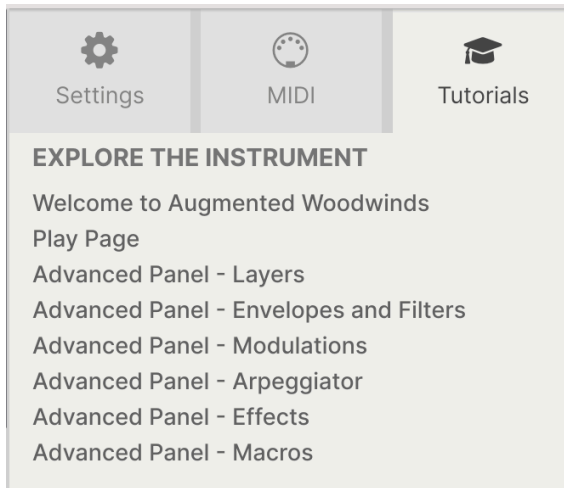 Settings
MIDI
Tutorials
EXPLORE THE INSTRUMENT
Welcome to Augmented Woodwinds
Play Page
Advanced Panel - Layers
Advanced Panel - Envelopes and Filters
Advanced Panel - Modulations
Advanced Panel - Arpeggiator
Advanced Panel - Effects
Advanced Panel - Macros